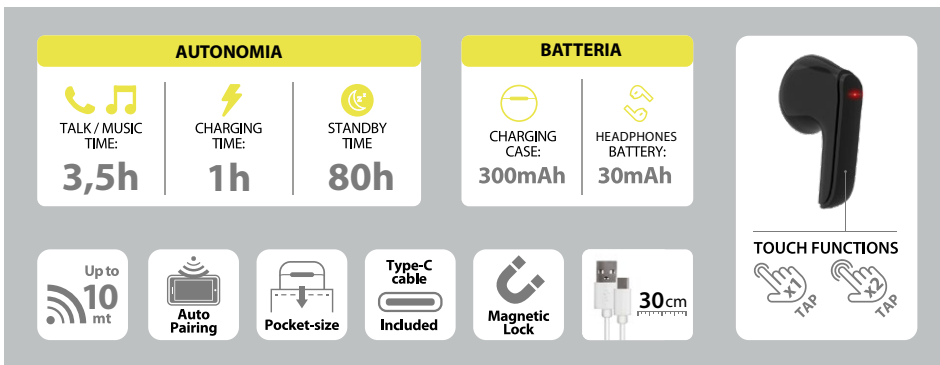 AUTONOMIA
TALK / MUSIC
TIME:
3,5h
CHARGING
TIME:
1h
STANDBY
TIME
80h
BATTERIA
CHARGING
CASE:
300mAh
HEADPHONES
BATTERY:
30mAh
TOUCH FUNCTIONS
x1
TAP
x2
TAP
Up to
10
mt
Auto
Pairing
Pocket-size
Type-C
cable
Included
Magnetic
Lock
30 cm